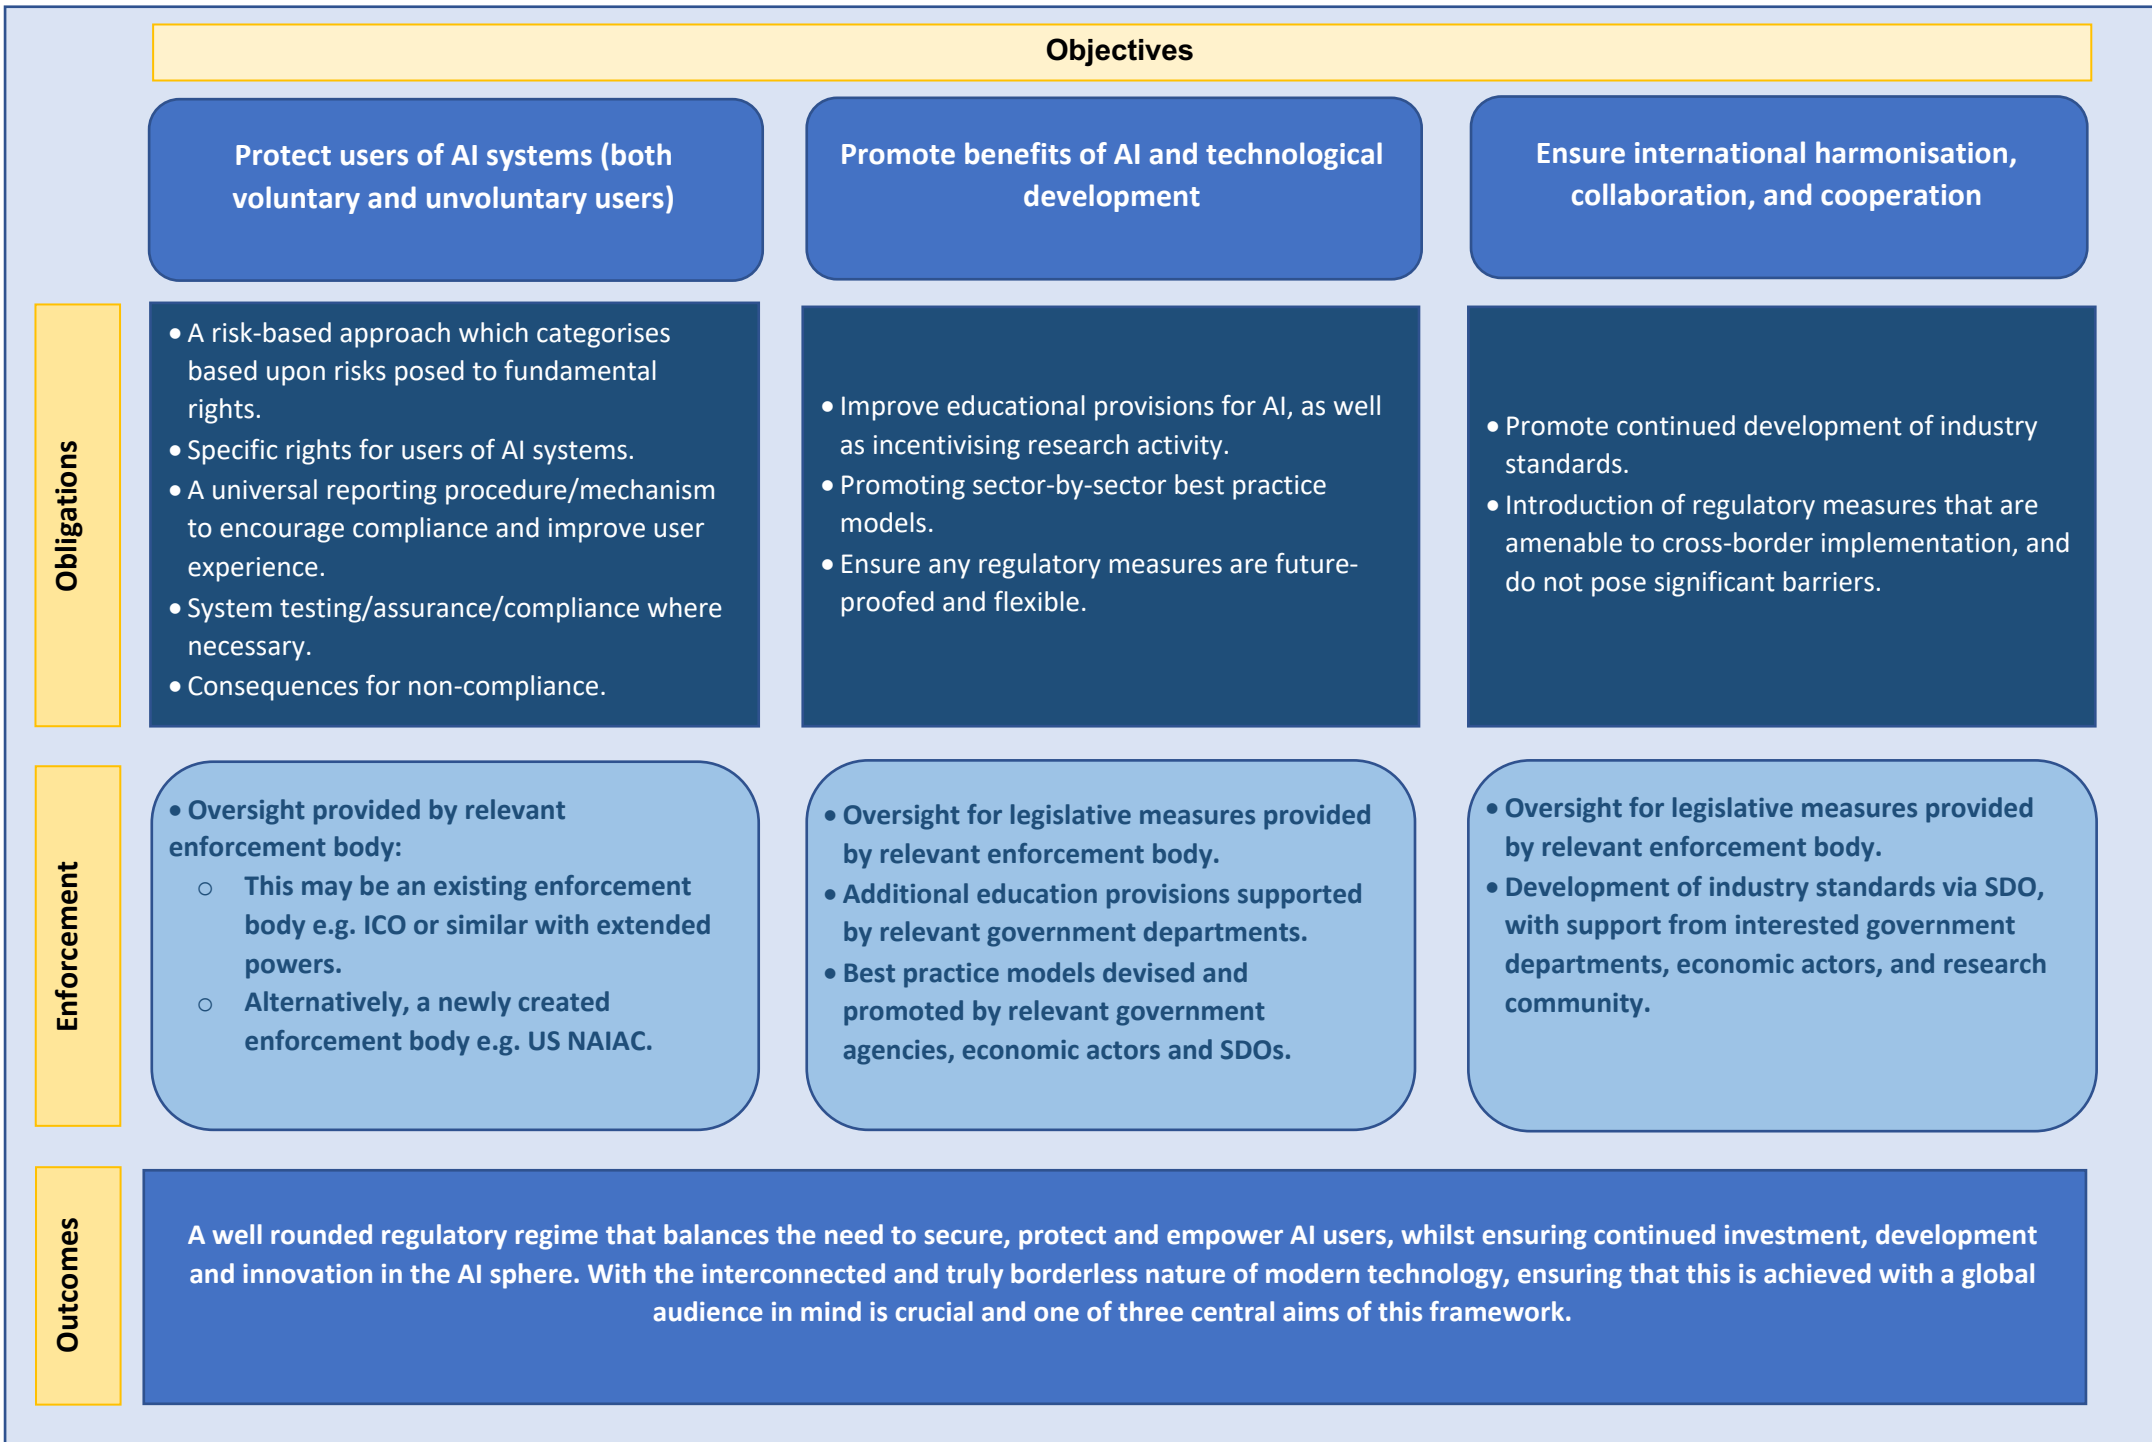 Objectives
Protect users of AI systems (both
voluntary and unvoluntary users)
Promote benefits of AI and technological
development
Ensure international harmonisation,
collaboration, and cooperation
Obligations
• A risk-based approach which categorises
based upon risks posed to fundamental
rights.
• Specific rights for users of AI systems.
• A universal reporting procedure/mechanism
to encourage compliance and improve user
experience.
• System testing/assurance/compliance where
necessary.
• Consequences for non-compliance.
• Improve educational provisions for AI, as well
as incentivising research activity.
• Promoting sector-by-sector best practice
models.
• Ensure any regulatory measures are future-
proofed and flexible.
• Promote continued development of industry
standards.
• Introduction of regulatory measures that are
amenable to cross-border implementation, and
do not pose significant barriers.
Enforcement
• Oversight provided by relevant
enforcement body:
o This may be an existing enforcement
body e.g. ICO or similar with extended
powers.
o Alternatively, a newly created
enforcement body e.g. US NAIAC.
• Oversight for legislative measures provided
by relevant enforcement body.
• Additional education provisions supported
by relevant government departments.
• Best practice models devised and
promoted by relevant government
agencies, economic actors and SDOs.
• Oversight for legislative measures provided
by relevant enforcement body.
• Development of industry standards via SDO,
with support from interested government
departments, economic actors, and research
community.
Outcomes
A well rounded regulatory regime that balances the need to secure, protect and empower AI users, whilst ensuring continued investment, development
and innovation in the AI sphere. With the interconnected and truly borderless nature of modern technology, ensuring that this is achieved with a global
audience in mind is crucial and one of three central aims of this framework.